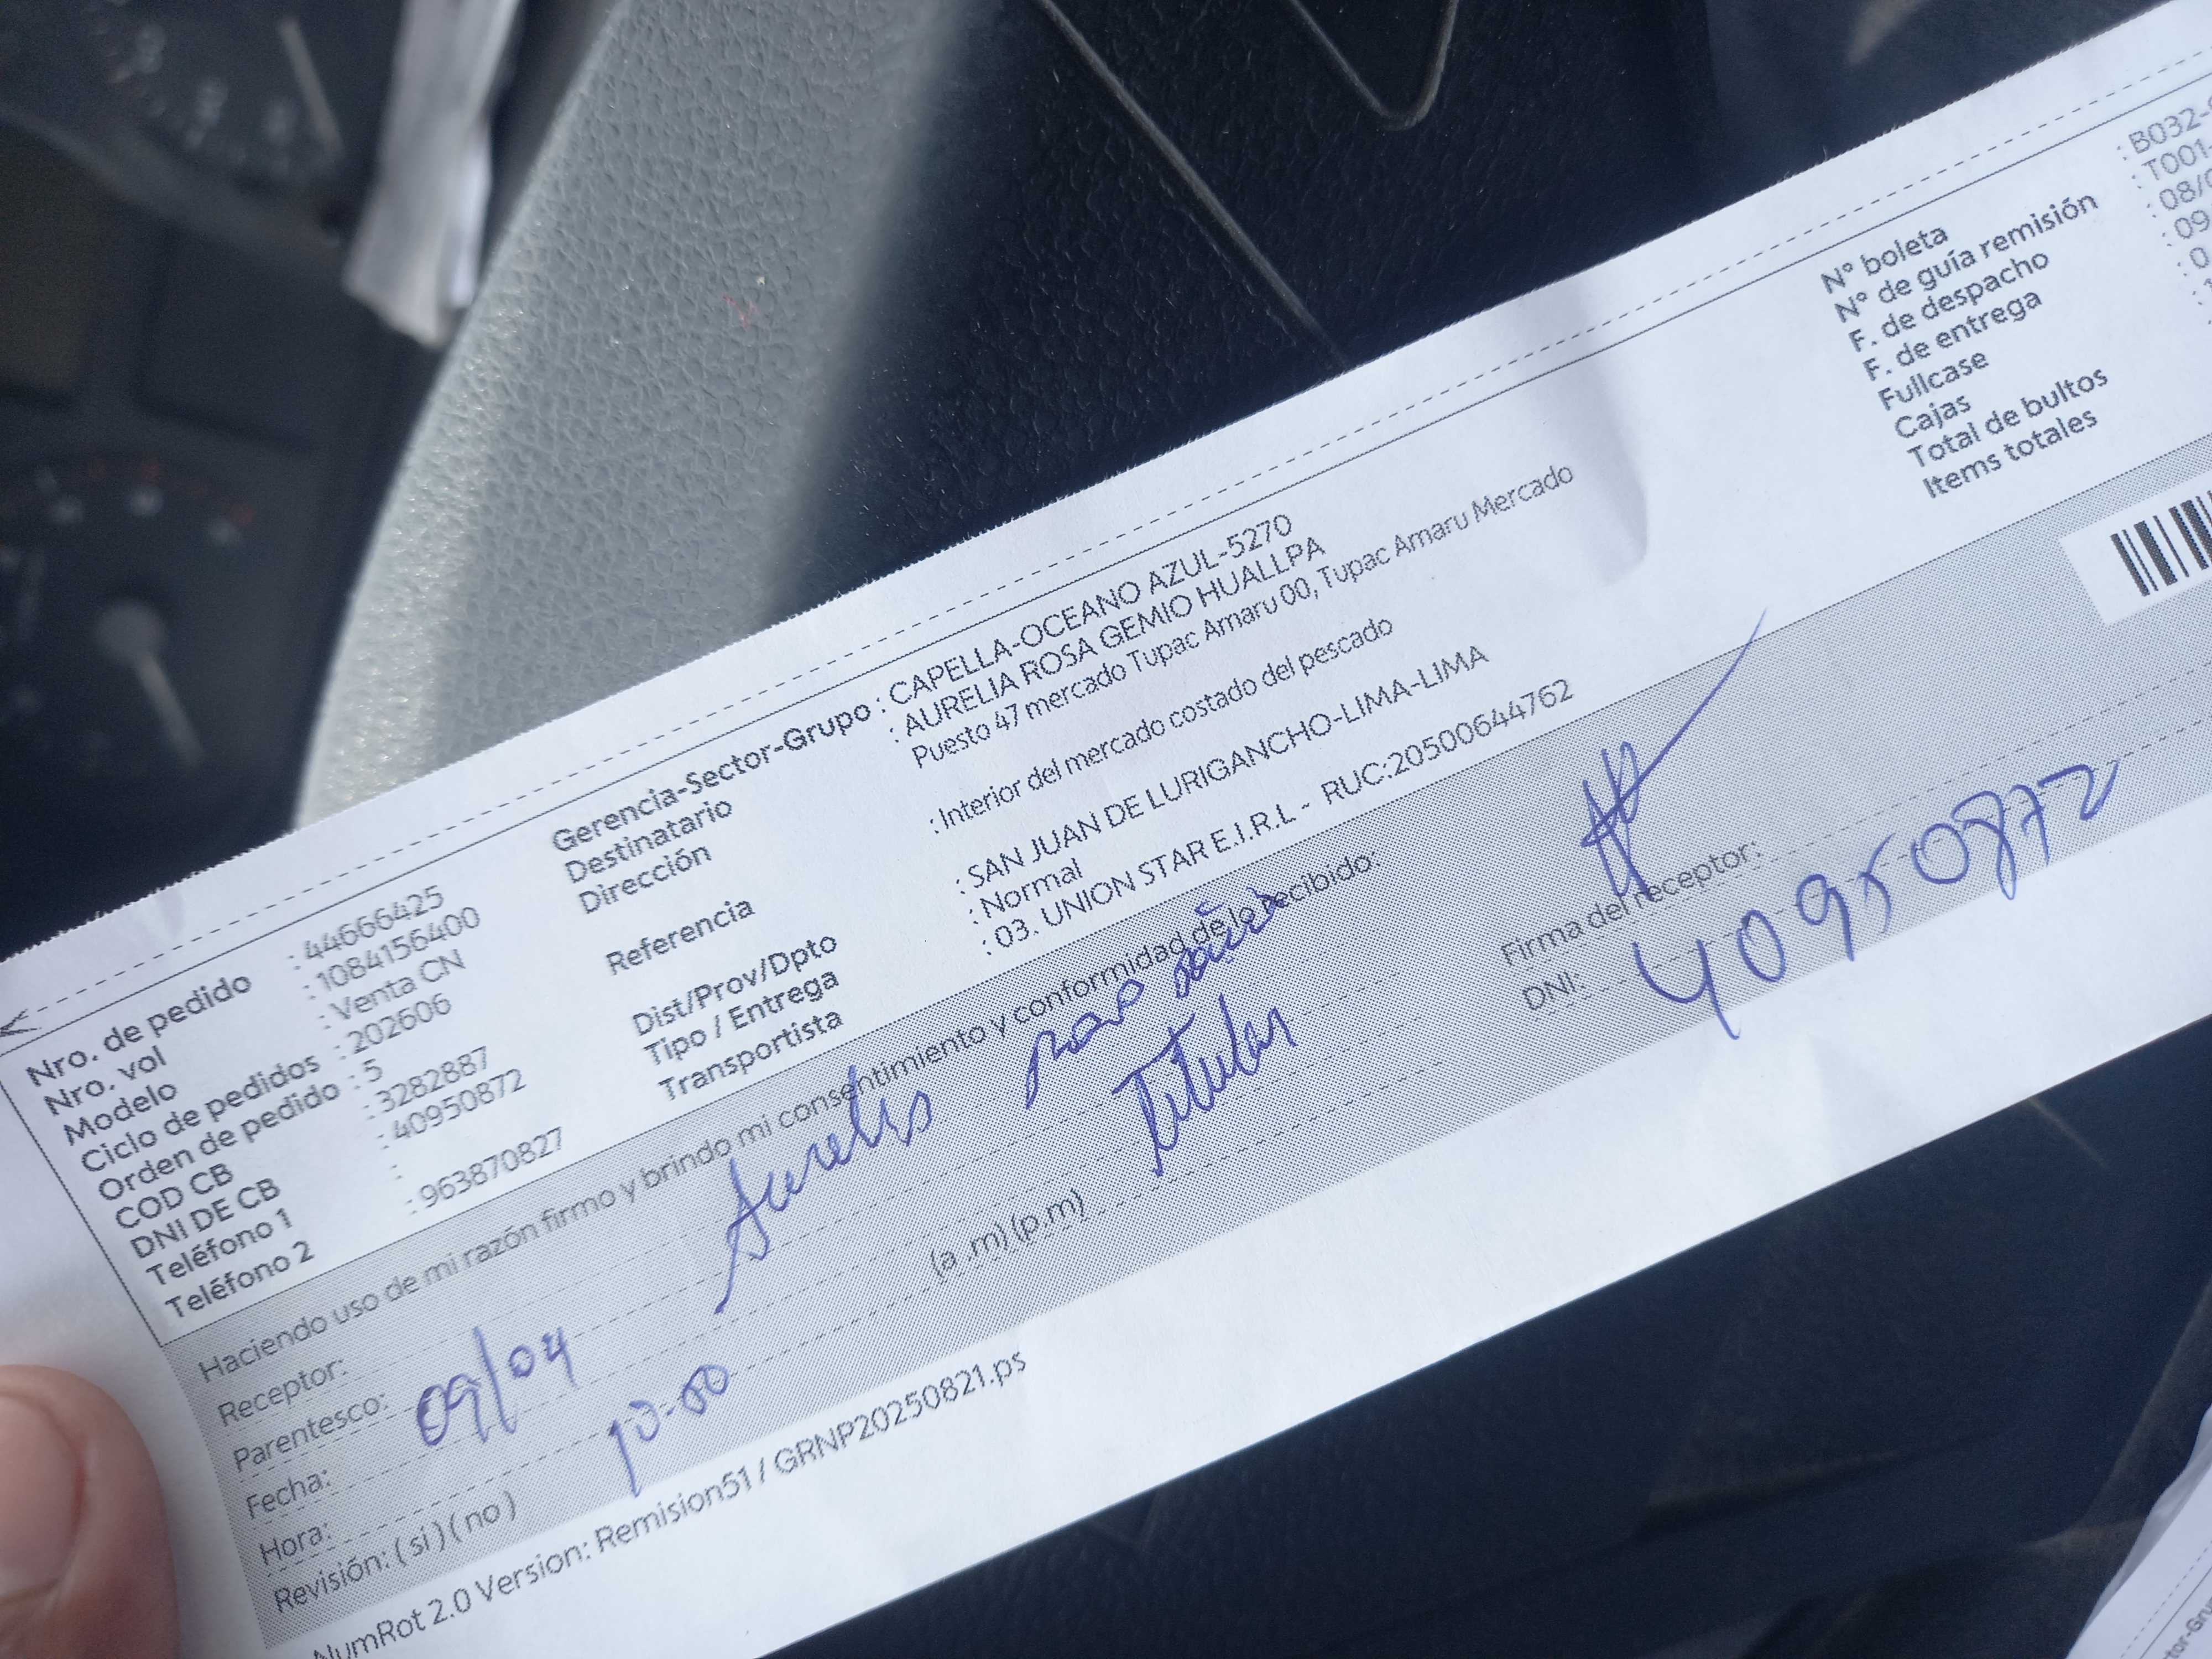 Nro. de pedido : 44666425
Nro. vol : 1084156400
Modelo : Venta CN
Ciclo de pedidos : 202606
Orden de pedido : 5
COD CB : 3282887
DNI DE CB : 40950872
Teléfono 1 :
Teléfono 2 : 963870827
Gerencia-Sector-Grupo : CAPELLA-OCEANO AZUL-5270
Destinatario : AURELIA ROSA GEMIO HUALLPA
Dirección Puesto 47 mercado Tupac Amaru 00, Tupac Amaru Mercado
Referencia : Interior del mercado costado del pescado
Dist/Prov/Dpto : SAN JUAN DE LURIGANCHO-LIMA-LIMA
Tipo / Entrega : Normal
Transportista : 03. UNION STAR E.I.R.L - RUC:20500644762
N° boleta : B032-
N° de guía remisión : T001-
F. de despacho : 08/
F. de entrega : 09
Fullcase : 0
Cajas :
Total de bultos
Items totales
Haciendo uso de mi razón firmo y brindo mi consentimiento y conformidad de lo recibido:
Receptor: Aurelia
Parentesco: Titular
Fecha: 09/04
Hora: 10:00 (a .m) (p.m)
Revisión: ( si ) ( no )
Firma del receptor:
DNI: 40950872
NumRot 2.0 Version: Remision51 / GRNP20250821.ps